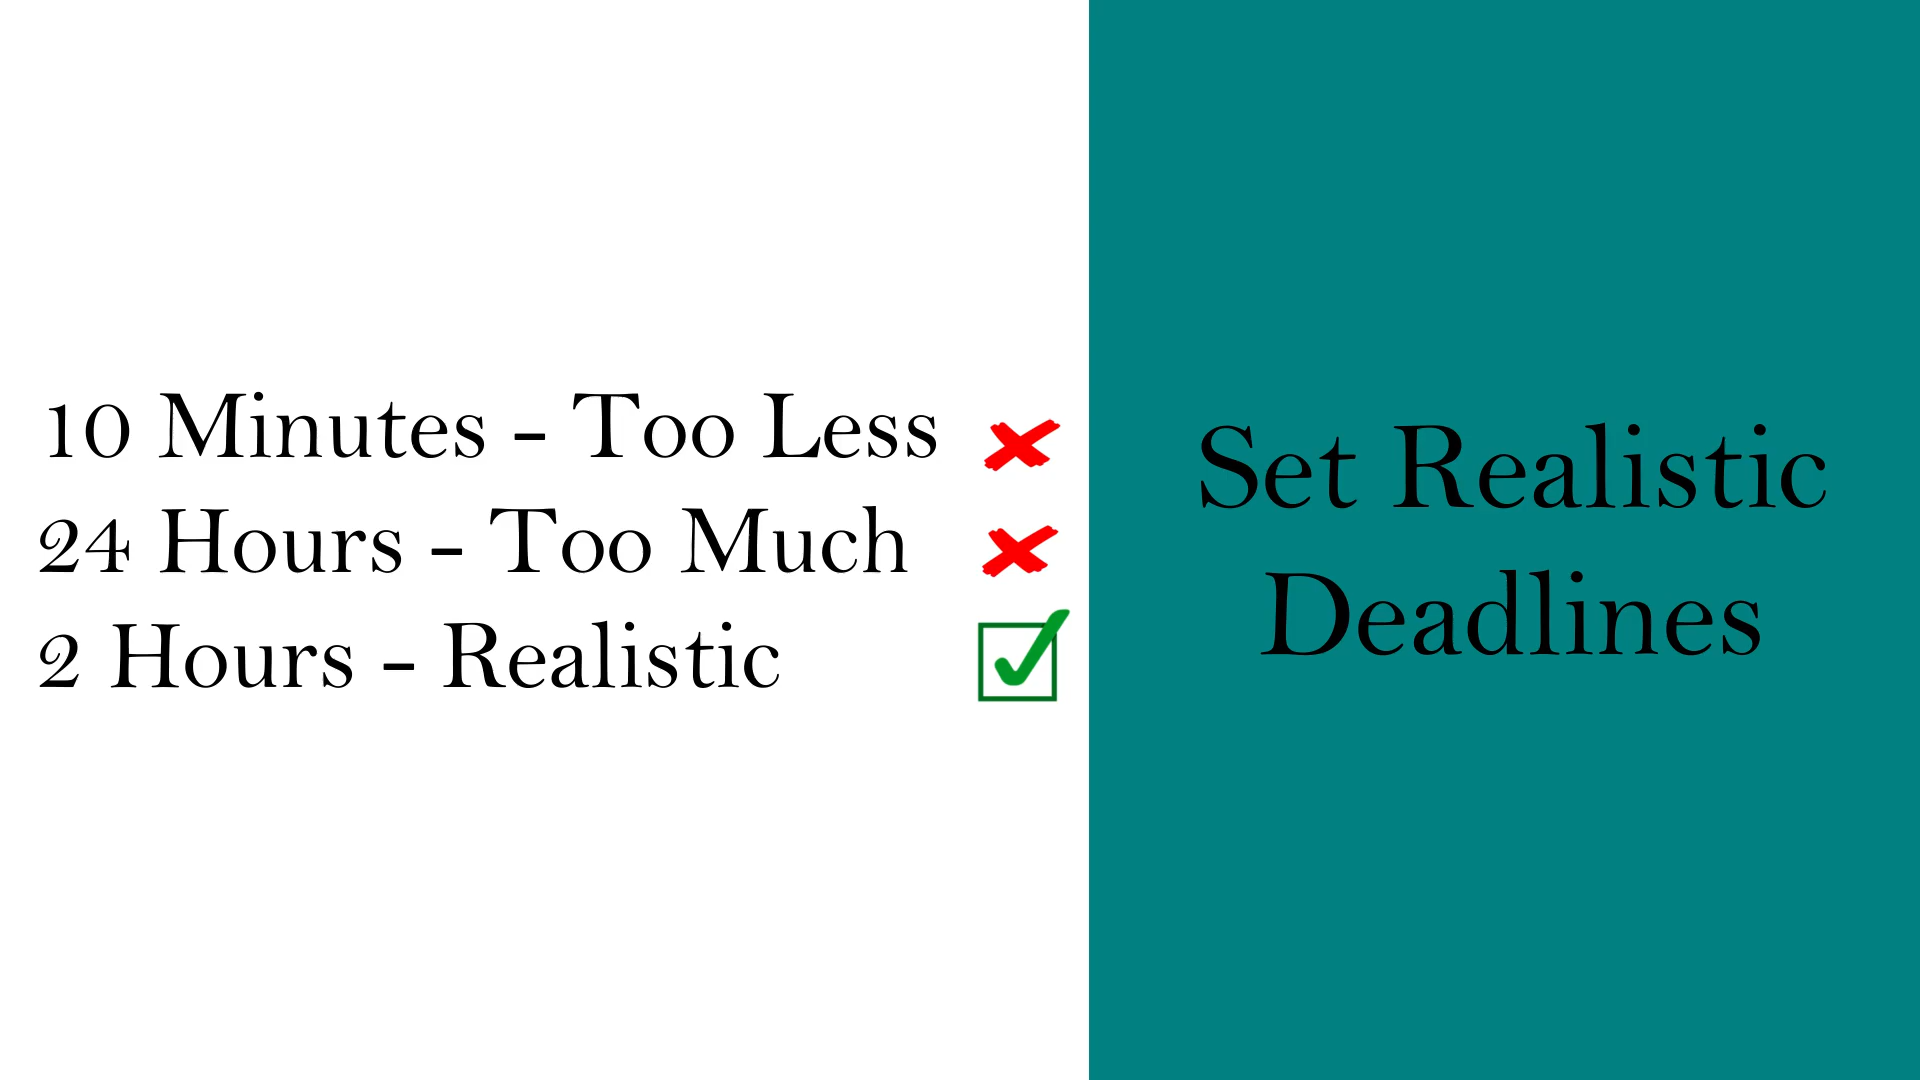 10 Minutes - Too Less
24 Hours - Too Much
2 Hours - Realistic
Set Realistic
Deadlines